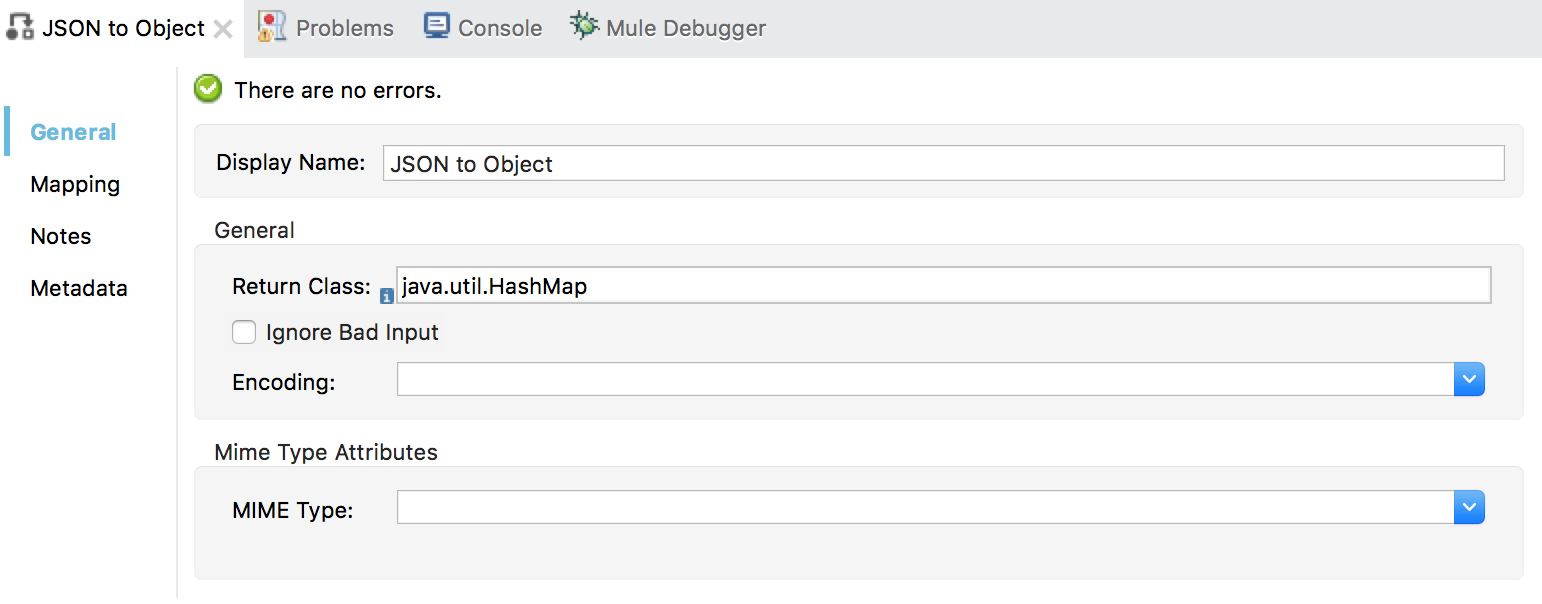 JSON to Object
Problems
Console
Mule Debugger
General
Mapping
Notes
Metadata
There are no errors.
Display Name: JSON to Object
General
Return Class: java.util.HashMap
Ignore Bad Input
Encoding:
Mime Type Attributes
MIME Type: